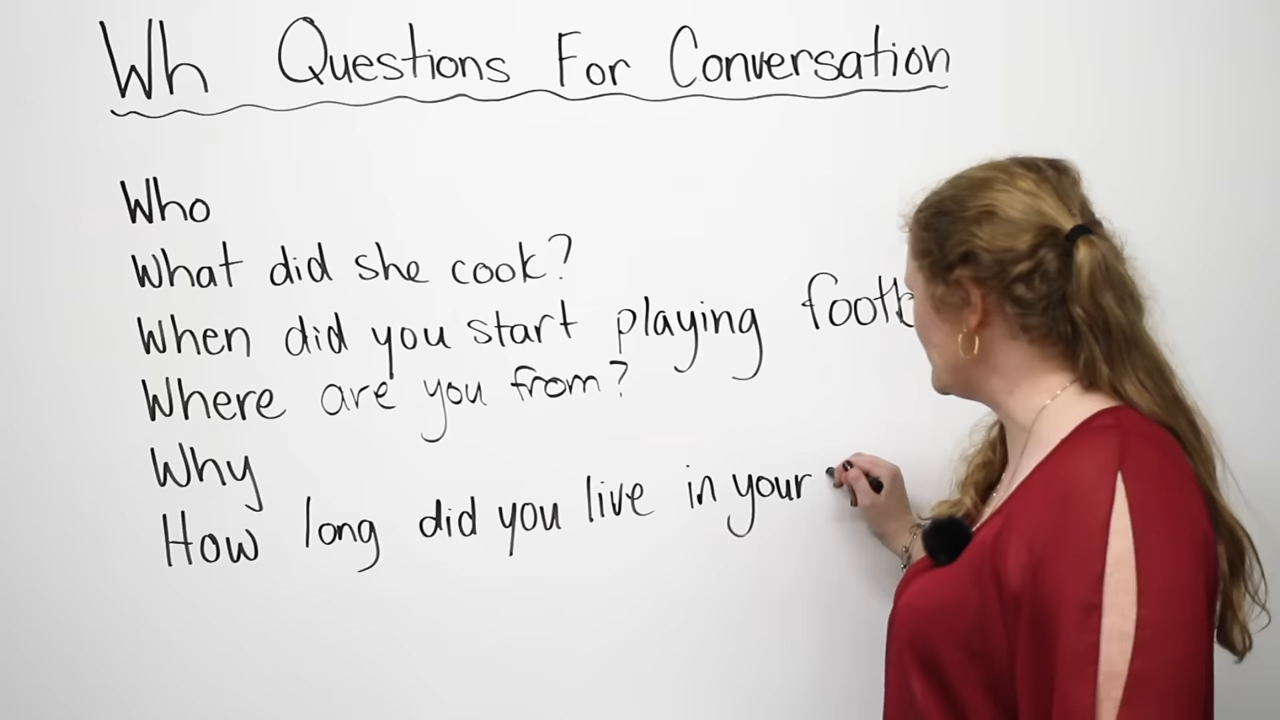 Wh Questions For Conversation
Who
What did she cook?
When did you start playing footb
Where are you from?
Why
How long did you live in your